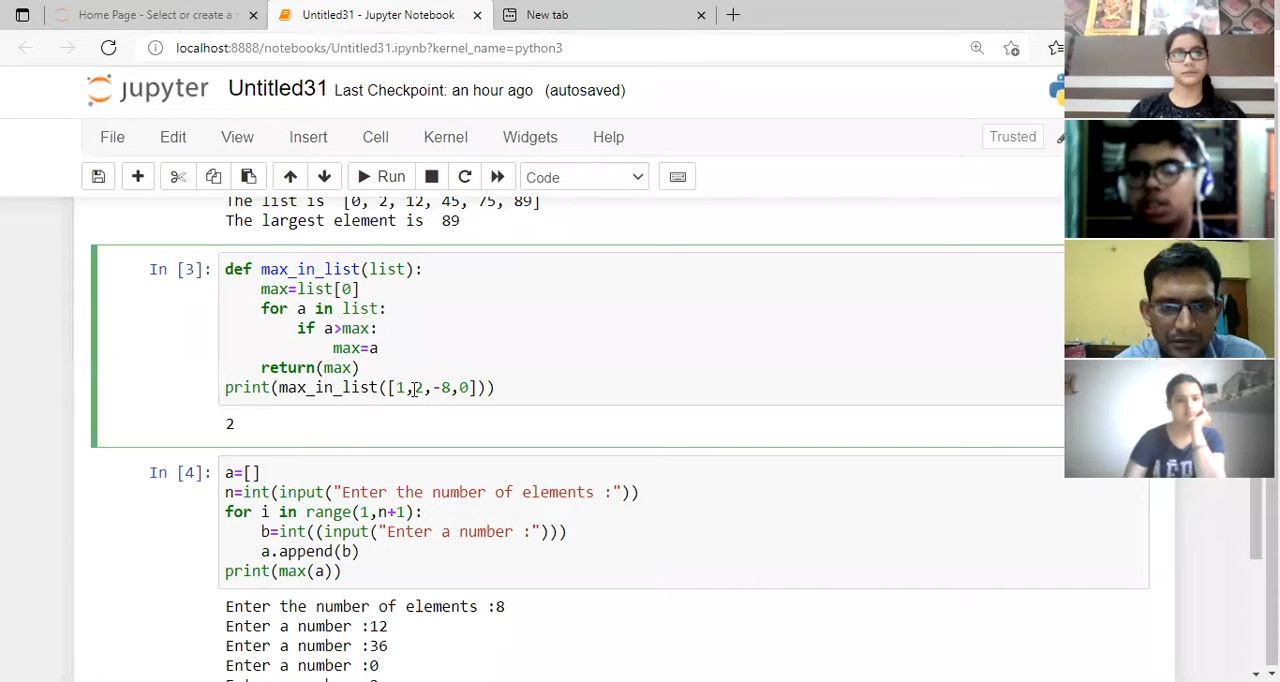 Home Page - Select or create a
Untitled31 - Jupyter Notebook
New tab
localhost:8888/notebooks/Untitled31.ipynb?kernel_name=python3
jupyter Untitled31 Last Checkpoint: an hour ago (autosaved)
File Edit View Insert Cell Kernel Widgets Help
Trusted
Run
Code
The list is [0, 2, 12, 45, 75, 89]
The largest element is 89
In [3]: def max_in_list(list):
max=list[0]
for a in list:
if a>max:
max=a
return(max)
print(max_in_list([1,2,-8,0]))
2
In [4]: a=[]
n=int(input("Enter the number of elements :"))
for i in range(1,n+1):
b=int((input("Enter a number :")))
a.append(b)
print(max(a))
Enter the number of elements :8
Enter a number :12
Enter a number :36
Enter a number :0